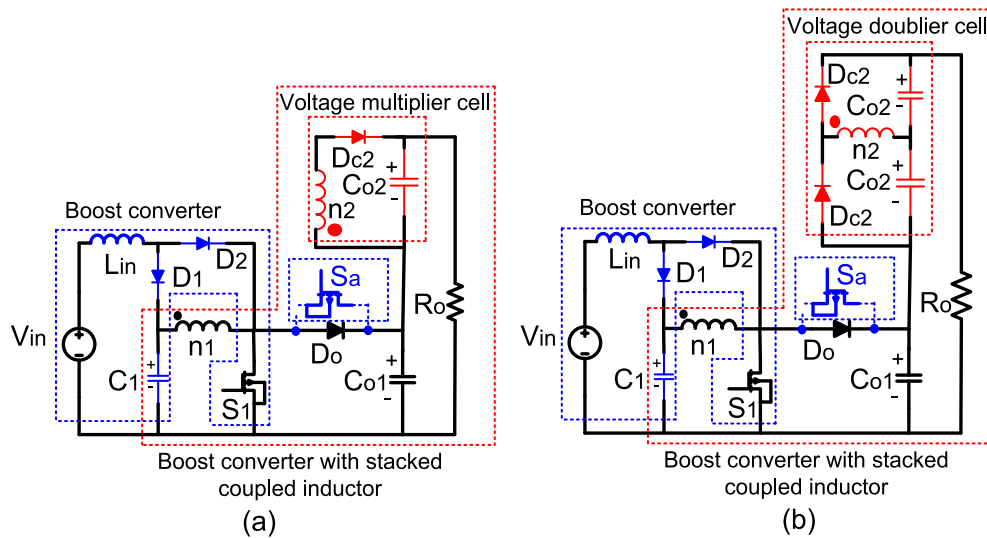 Voltage multiplier cell
Dc2
+
Co2
-
n2
Boost converter
Lin
D2
D1
Sa
Ro
+
-
Vin
n1
Do
+
C1
-
S1
+
Co1
-
Boost converter with stacked
coupled inductor
(a)
Voltage doublier cell
Dc2
+
Co2
-
n2
+
Co2
-
Dc2
Boost converter
Lin
D2
D1
Sa
Ro
+
-
Vin
n1
Do
+
C1
-
S1
+
Co1
-
Boost converter with stacked
coupled inductor
(b)